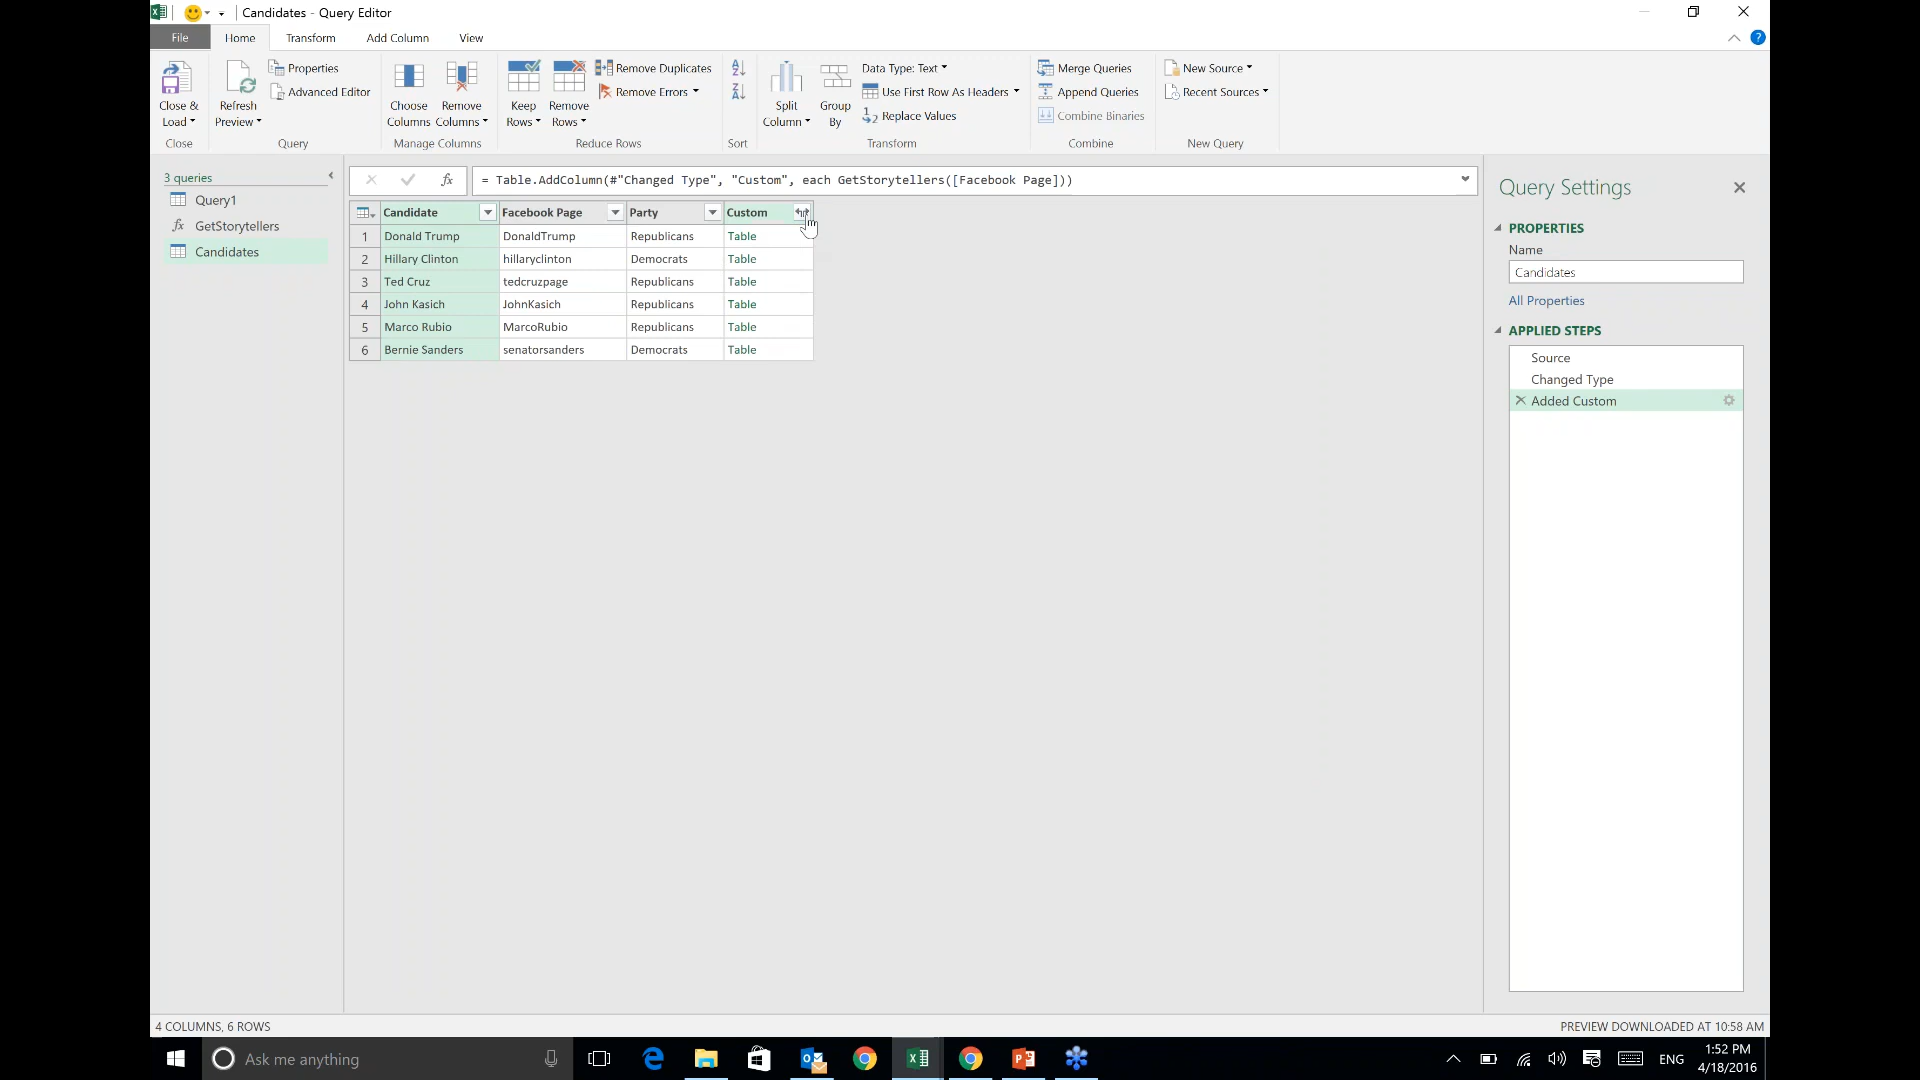 Candidates - Query Editor
File Home Transform Add Column View
Close & Load
Refresh Preview
Properties
Advanced Editor
Choose Columns
Remove Columns
Keep Rows
Remove Rows
Remove Duplicates
Remove Errors
Split Column
Group By
Data Type: Text
Use First Row As Headers
Replace Values
Merge Queries
Append Queries
Combine Binaries
New Source
Recent Sources
Close Query Manage Columns Reduce Rows Sort Transform Combine New Query
3 queries
Query1
fx GetStorytellers
Candidates
fx = Table.AddColumn(#"Changed Type", "Custom", each GetStorytellers([Facebook Page]))
Candidate Facebook Page Party Custom
1 Donald Trump DonaldTrump Republicans Table
2 Hillary Clinton hillaryclinton Democrats Table
3 Ted Cruz tedcruzpage Republicans Table
4 John Kasich JohnKasich Republicans Table
5 Marco Rubio MarcoRubio Republicans Table
6 Bernie Sanders senatorsanders Democrats Table
Query Settings
PROPERTIES
Name
Candidates
All Properties
APPLIED STEPS
Source
Changed Type
Added Custom
4 COLUMNS, 6 ROWS
PREVIEW DOWNLOADED AT 10:58 AM
Ask me anything
ENG
1:52 PM
4/18/2016